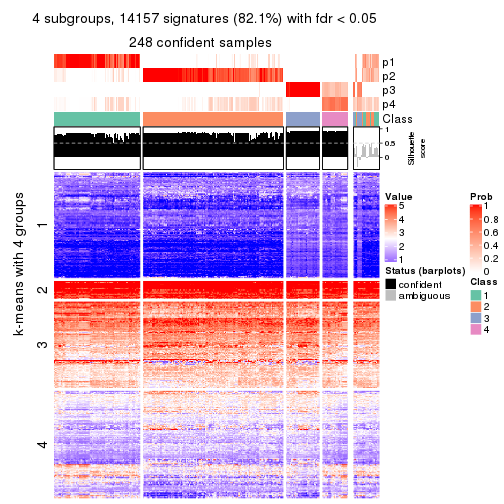 4 subgroups, 14157 signatures (82.1%) with fdr < 0.05
248 confident samples
p1
p2
p3
p4
Class
1
0.5
0
Silhouette
score
k-means with 4 groups
1
2
3
4
Value
5
4
3
2
1
Status (barplots)
confident
ambiguous
Prob
1
0.8
0.6
0.4
0.2
0
Class
1
2
3
4